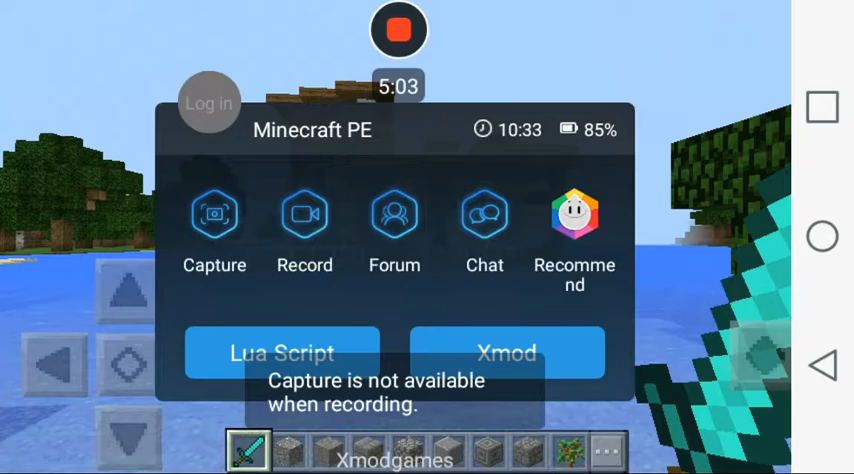 5:03
Log in
Minecraft PE
10:33
85%
Capture
Record
Forum
Chat
Recomme
nd
Lua Script
Xmod
Capture is not available
when recording.
Xmodgames